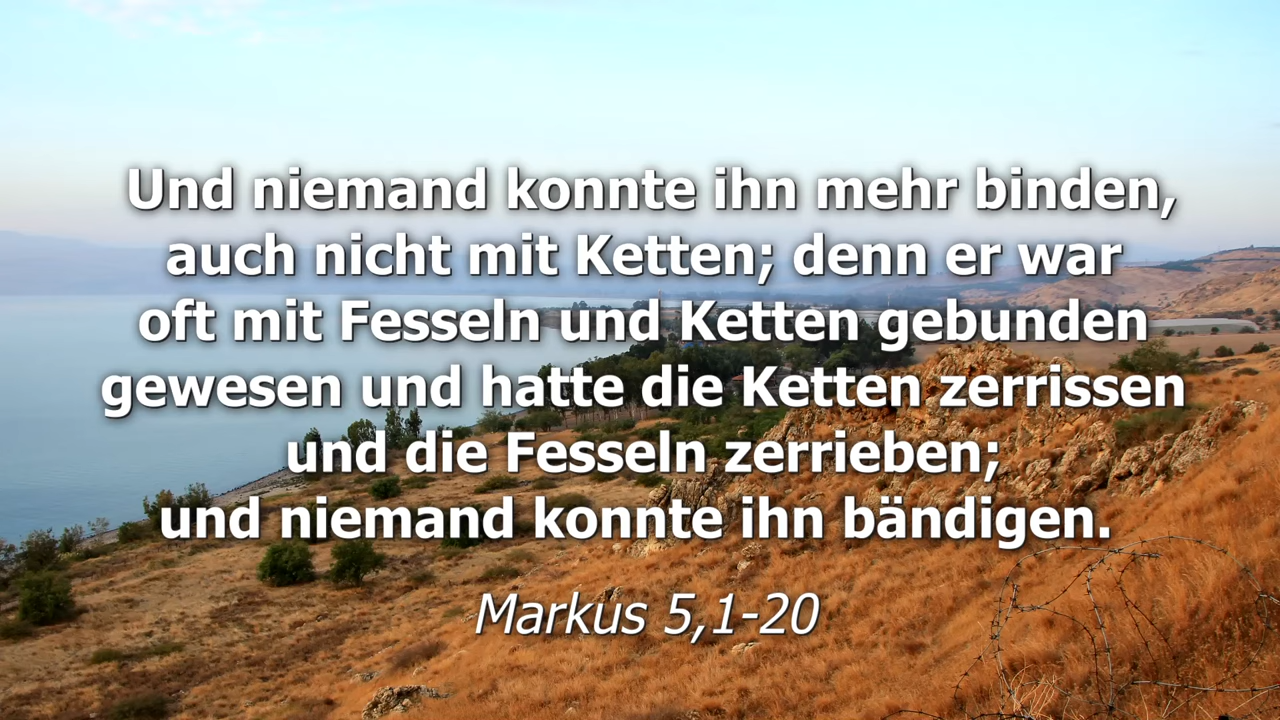 Und niemand konnte ihn mehr binden,
auch nicht mit Ketten; denn er war
oft mit Fesseln und Ketten gebunden
gewesen und hatte die Ketten zerrissen
und die Fesseln zerrieben;
und niemand konnte ihn bändigen.
Markus 5,1-20